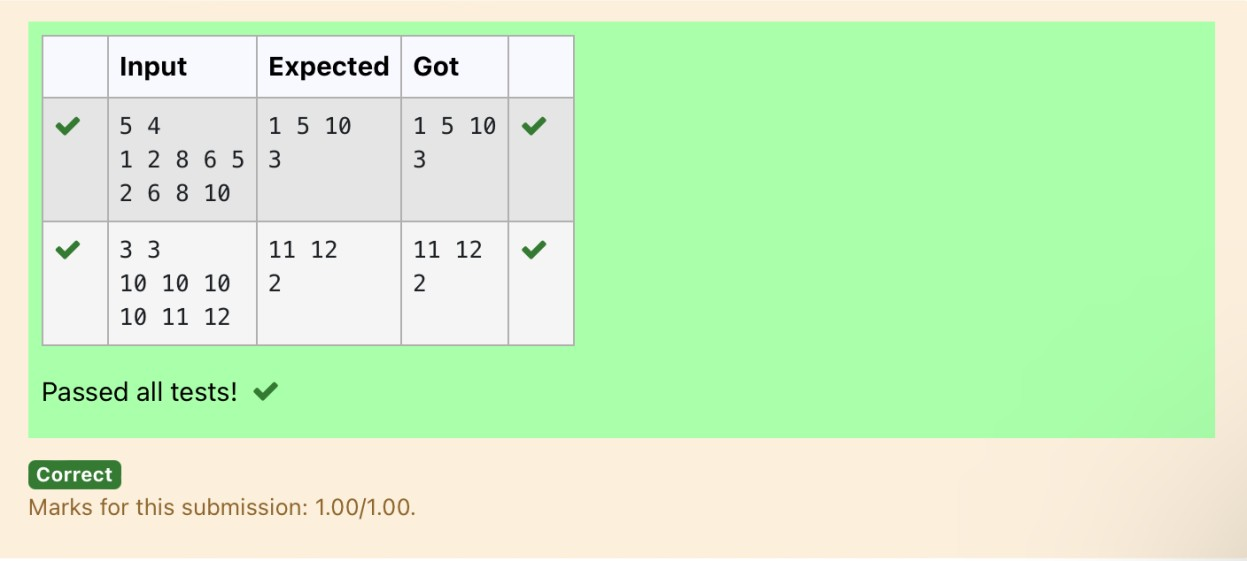 Input Expected Got
5 4 1 5 10 1 5 10
1 2 8 6 5 3 3
2 6 8 10
3 3 11 12 11 12
10 10 10 2 2
10 11 12
Passed all tests!
Correct
Marks for this submission: 1.00/1.00.